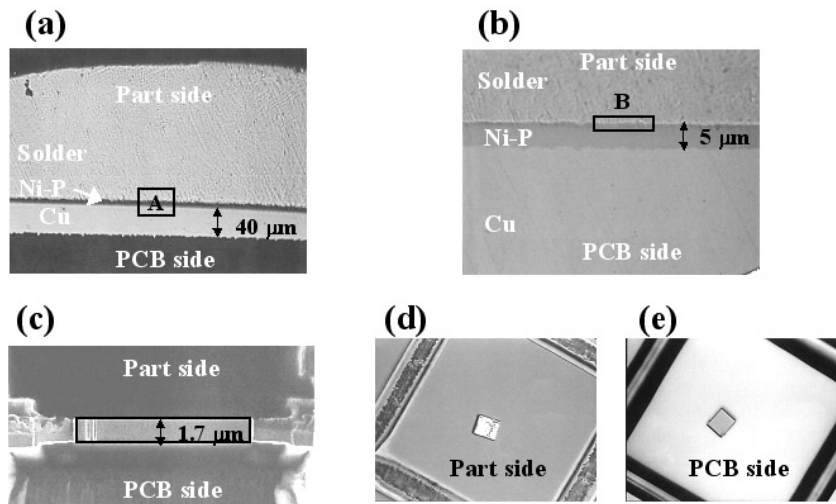 (a)
Part side
Solder
Ni-P
A
Cu
40 μm
PCB side
(b)
Part side
Solder
B
Ni-P
5 μm
Cu
PCB side
(c)
Part side
1.7 μm
PCB side
(d)
Part side
(e)
PCB side